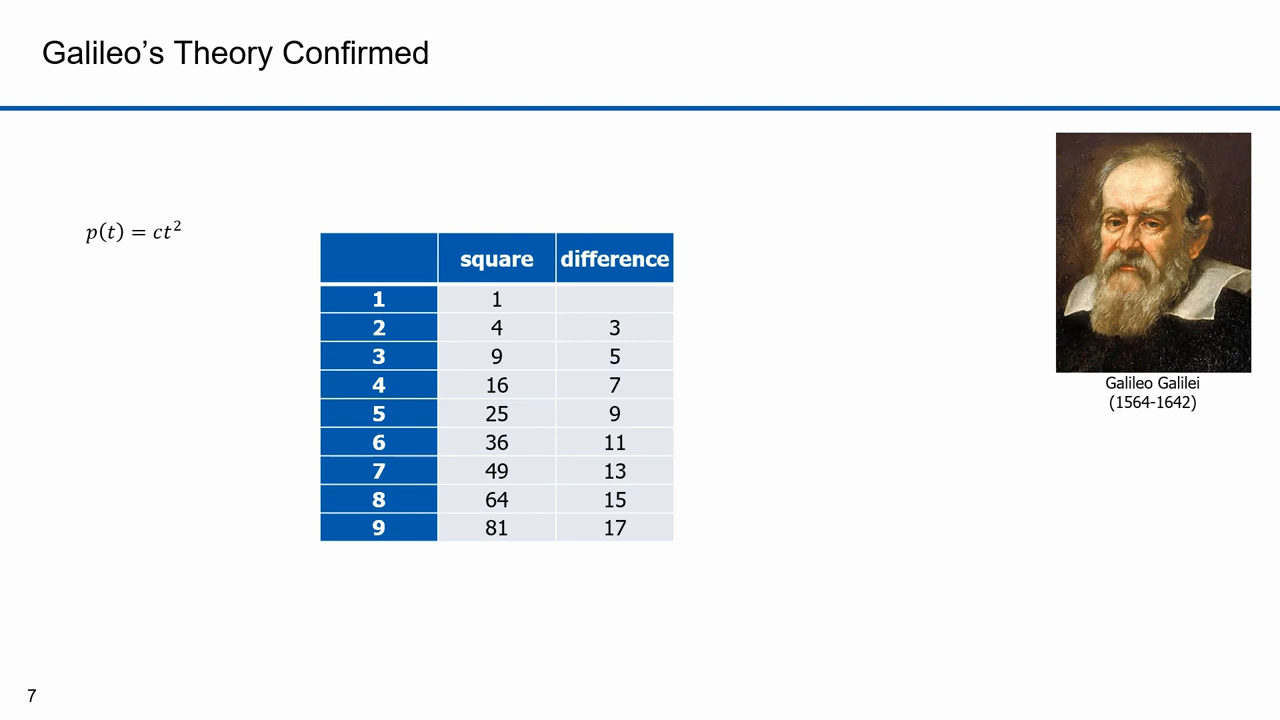 Galileo’s Theory Confirmed
p(t) = ct²
square difference
1 1
2 4 3
3 9 5
4 16 7
5 25 9
6 36 11
7 49 13
8 64 15
9 81 17
Galileo Galilei
(1564-1642)
7